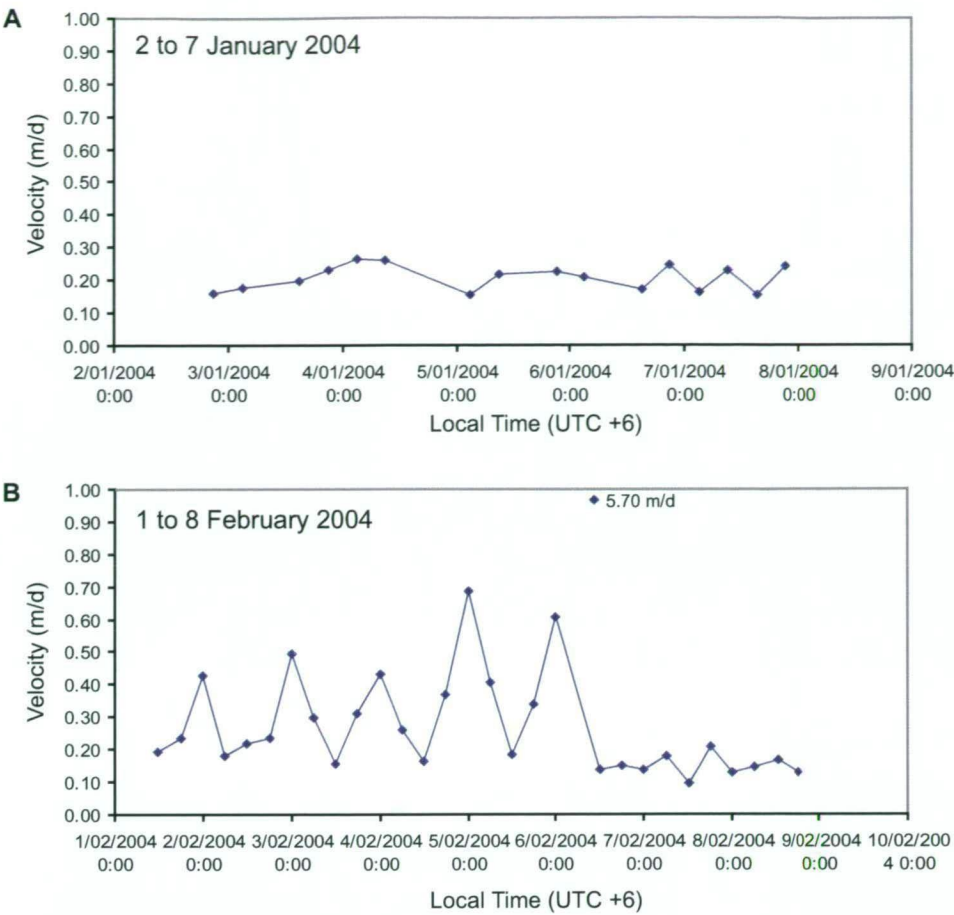 A
2 to 7 January 2004
1.00
0.90
0.80
0.70
0.60
0.50
0.40
0.30
0.20
0.10
0.00
Velocity (m/d)
2/01/2004 3/01/2004 4/01/2004 5/01/2004 6/01/2004 7/01/2004 8/01/2004 9/01/2004
0:00 0:00 0:00 0:00 0:00 0:00 0:00 0:00
Local Time (UTC +6)
B
1 to 8 February 2004
5.70 m/d
1.00
0.90
0.80
0.70
0.60
0.50
0.40
0.30
0.20
0.10
0.00
Velocity (m/d)
1/02/2004 2/02/2004 3/02/2004 4/02/2004 5/02/2004 6/02/2004 7/02/2004 8/02/2004 9/02/2004 10/02/200
0:00 0:00 0:00 0:00 0:00 0:00 0:00 0:00 0:00 4 0:00
Local Time (UTC +6)